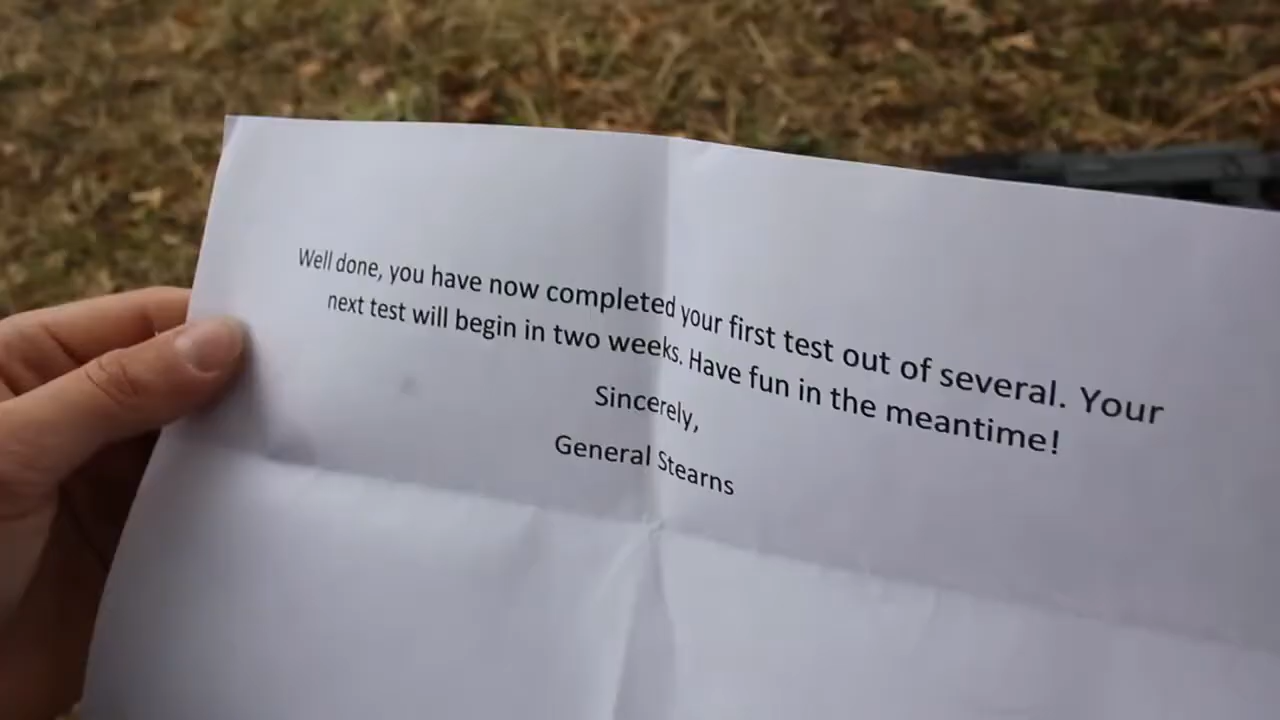 Well done, you have now completed your first test out of several. Your
next test will begin in two weeks. Have fun in the meantime!
Sincerely,
General Stearns